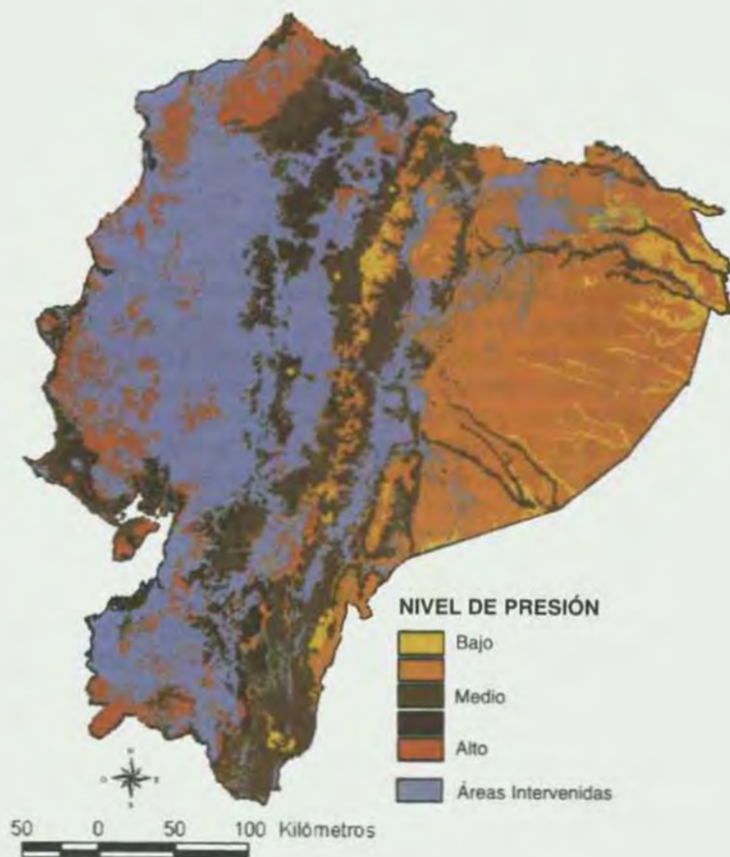 NIVEL DE PRESIÓN
Bajo
Medio
Alto
Áreas Intervenidas
N
O E
S
50 0 50 100 Kilómetros